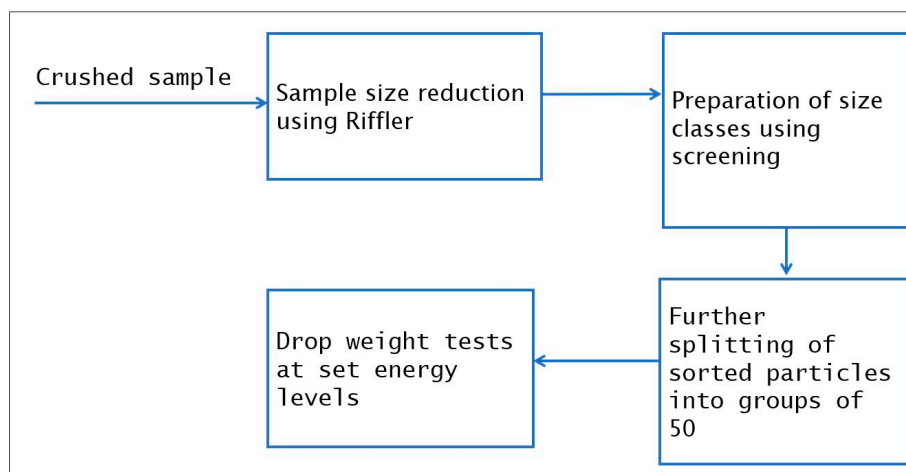 Crushed sample
Sample size reduction
using Riffler
Preparation of size
classes using
screening
Further
splitting of
sorted particles
into groups of
50
Drop weight tests
at set energy
levels